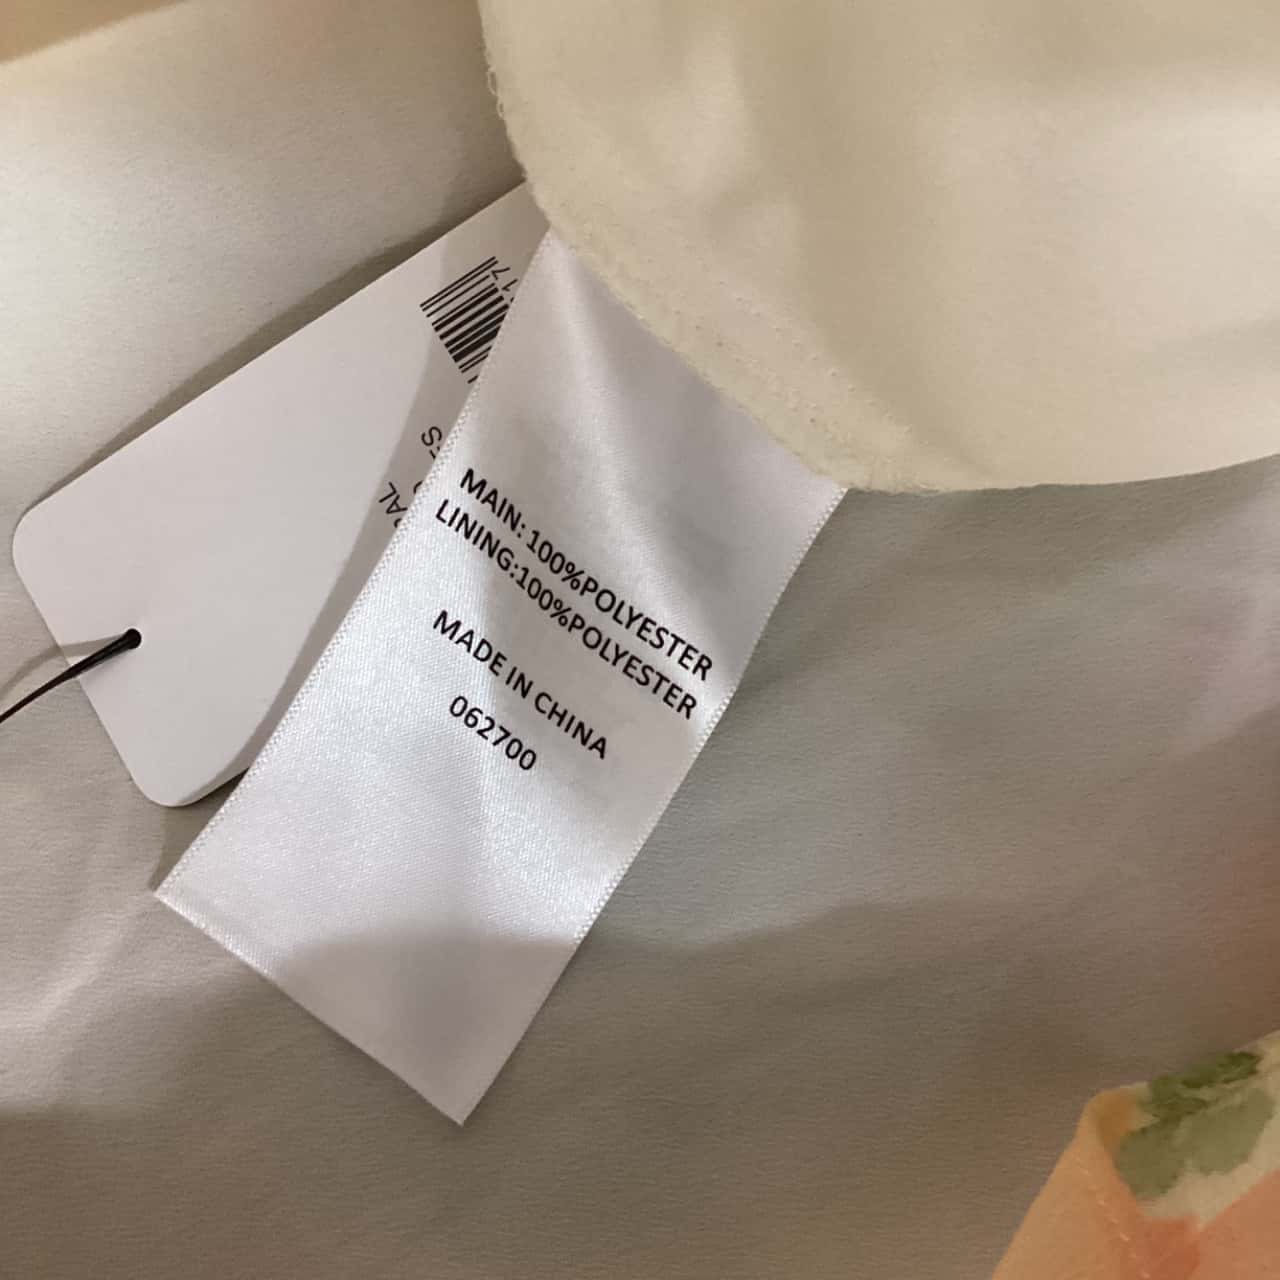 MAIN: 100%POLYESTER
LINING:100%POLYESTER
MADE IN CHINA
062700